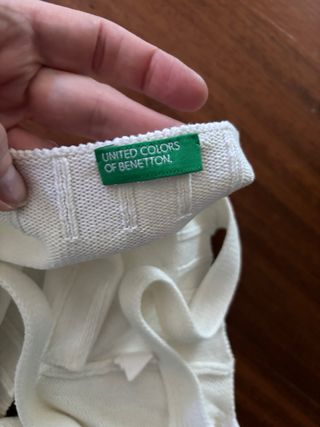 UNITED COLORS
OF BENETTON.